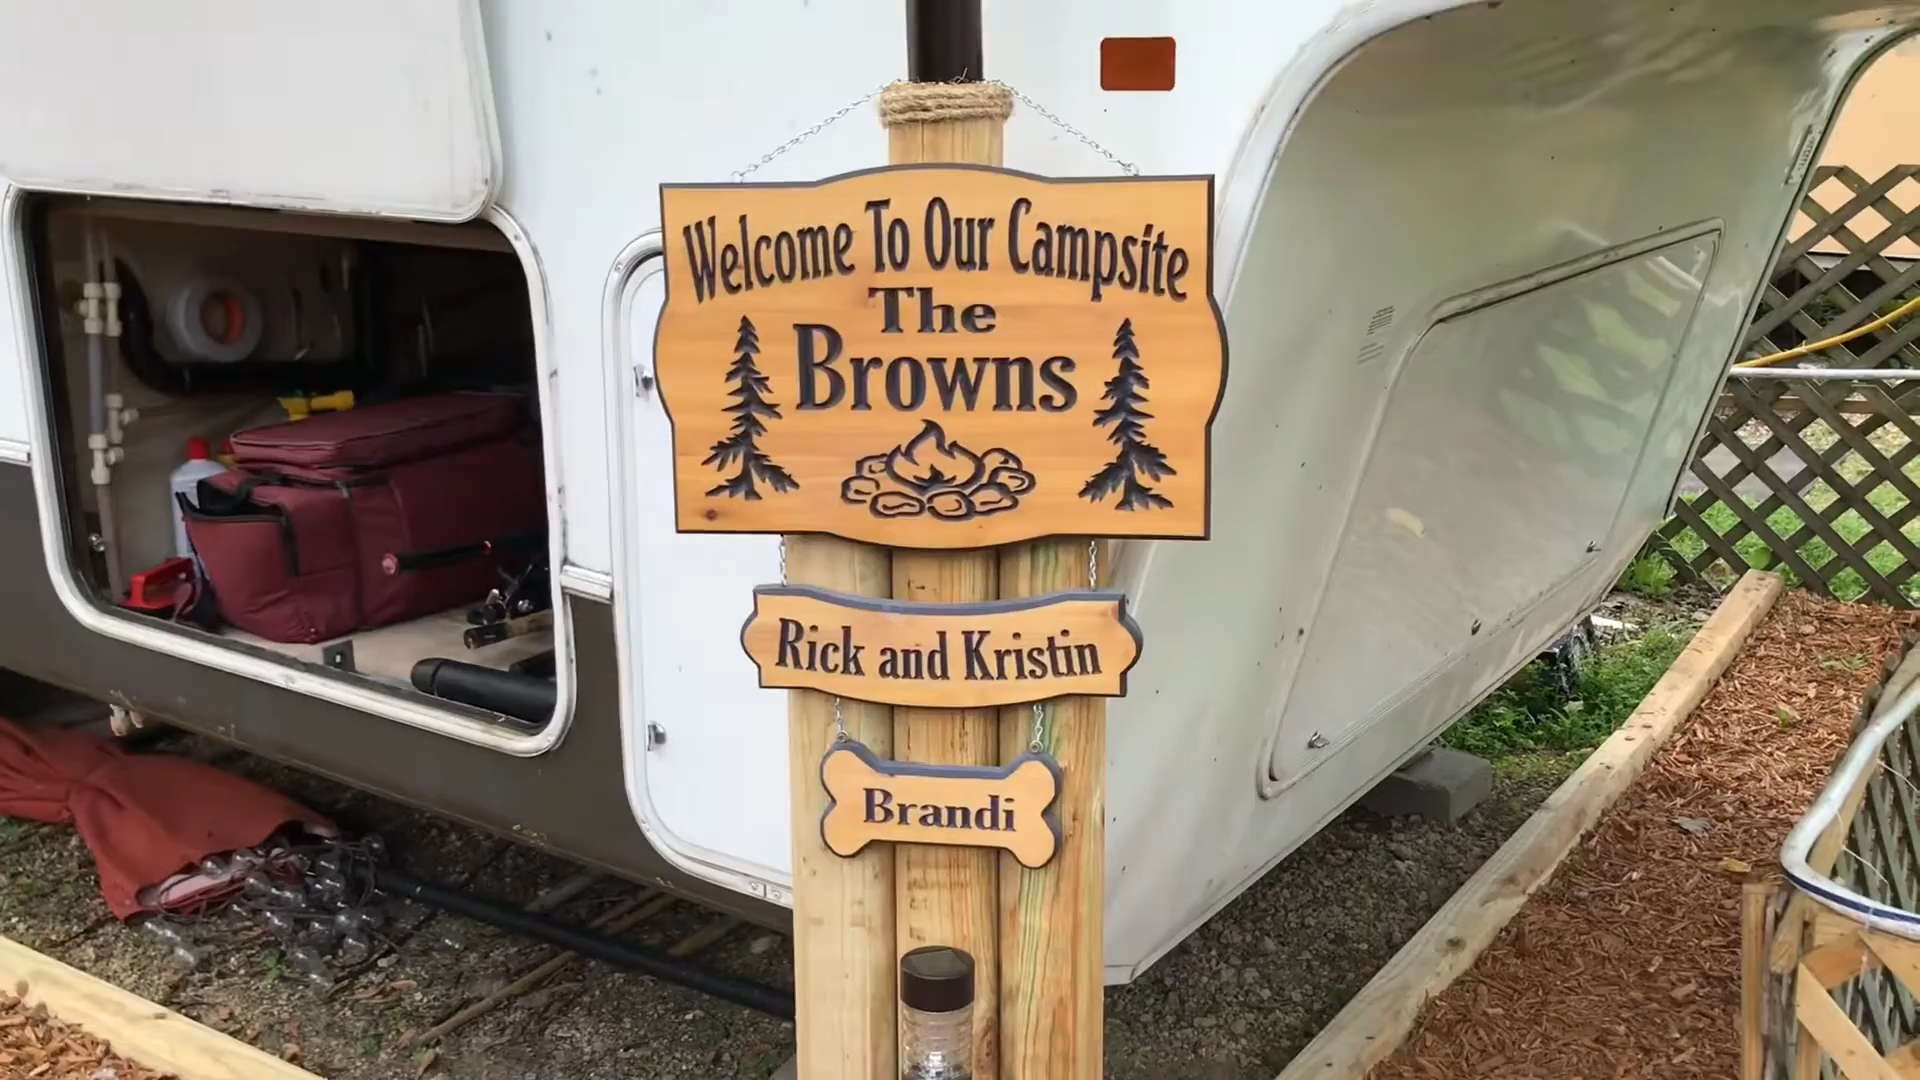 Welcome To Our Campsite
The
Browns
Rick and Kristin
Brandi